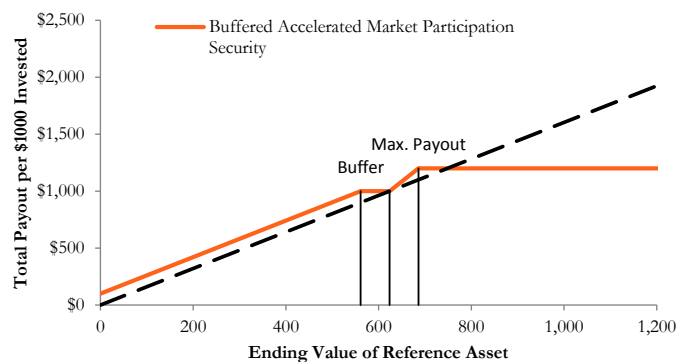 $2,500
Buffered Accelerated Market Participation
Security
$2,000
$1,500
Max. Payout
Buffer
$1,000
$500
$0
0 200 400 600 800 1,000 1,200
Total Payout per $1000 Invested
Ending Value of Reference Asset